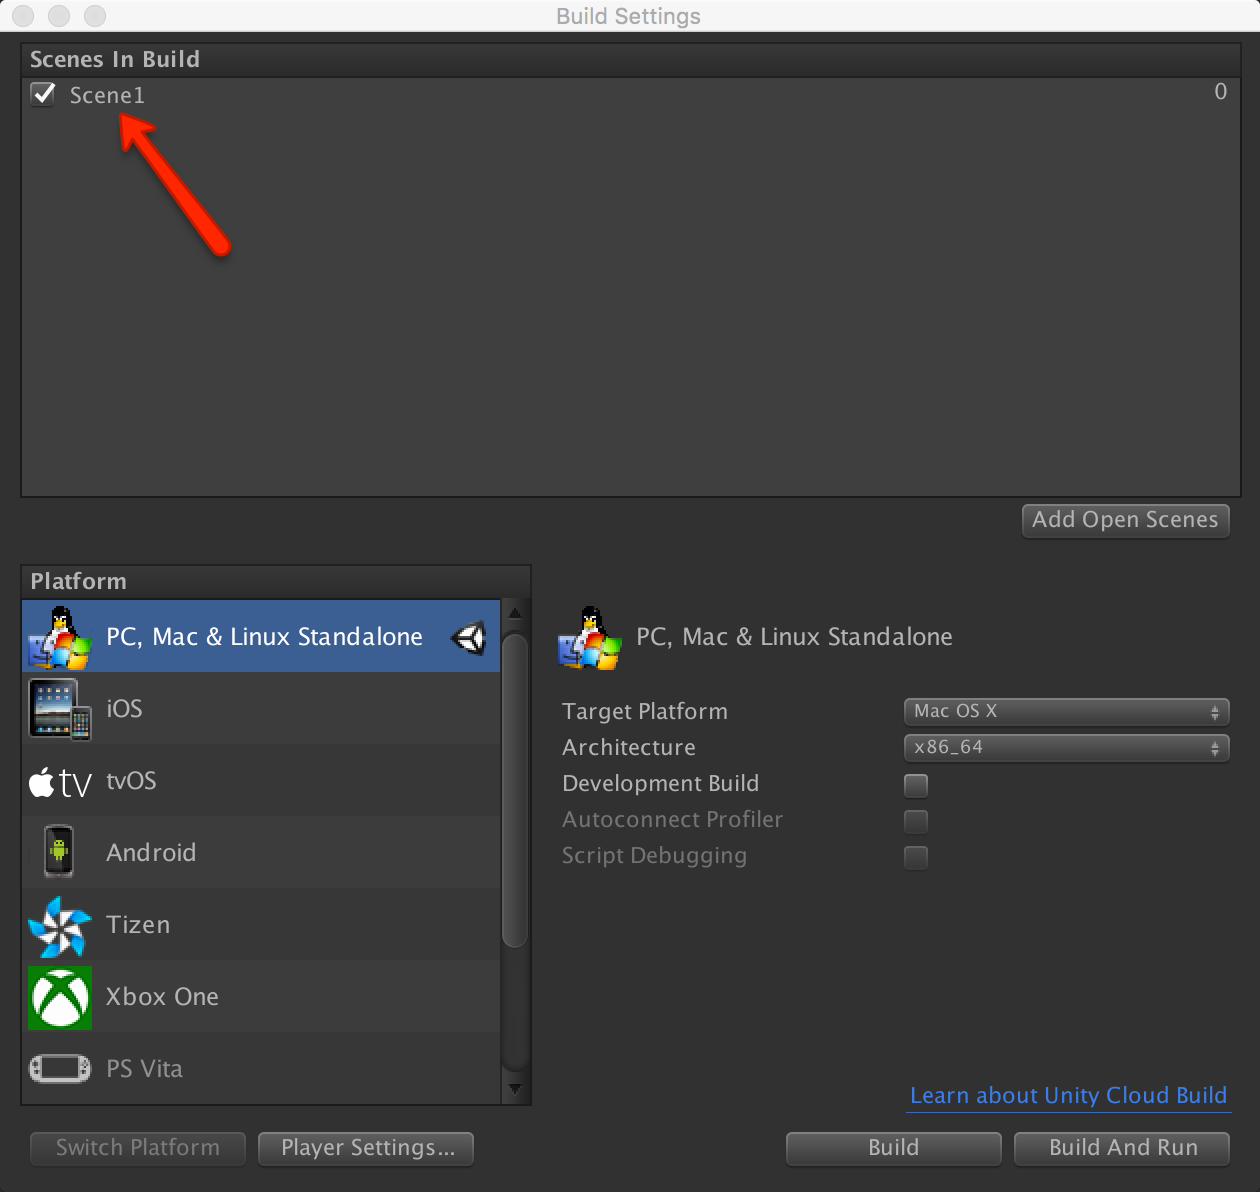 Build Settings
Scenes In Build
Scene1 0
Add Open Scenes
Platform
PC, Mac & Linux Standalone
iOS
tv tvOS
Android
Tizen
Xbox One
PS Vita
PC, Mac & Linux Standalone
Target Platform Mac OS X
Architecture x86_64
Development Build
Autoconnect Profiler
Script Debugging
Learn about Unity Cloud Build
Switch Platform Player Settings... Build Build And Run